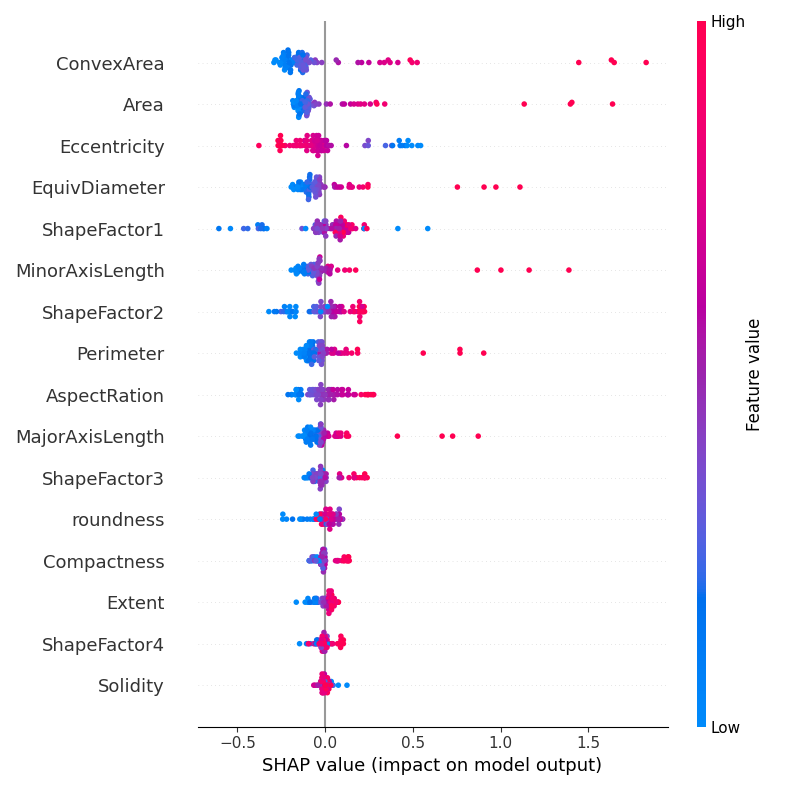 High
ConvexArea
Area
Eccentricity
EquivDiameter
ShapeFactor1
MinorAxisLength
ShapeFactor2
Perimeter
AspectRation
MajorAxisLength
ShapeFactor3
roundness
Compactness
Extent
ShapeFactor4
Solidity
Feature value
Low
−0.5 0.0 0.5 1.0 1.5
SHAP value (impact on model output)